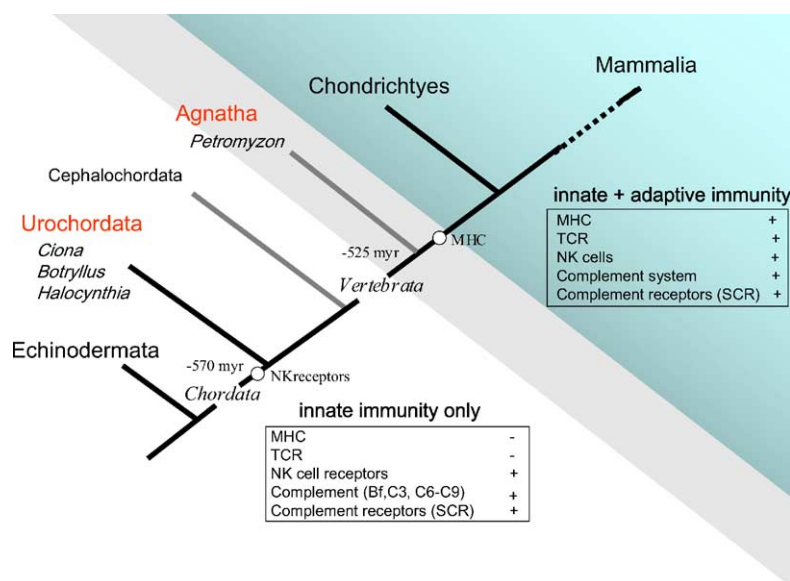 Mammalia
Chondrichtyes
Agnatha
Petromyzon
Cephalochordata
innate + adaptive immunity
MHC +
TCR +
NK cells +
Complement system +
Complement receptors (SCR) +
Urochordata
Ciona
Botryllus
Halocynthia
-525 myr
MHC
Vertebrata
Echinodermata
-570 myr
NKreceptors
Chordata
innate immunity only
MHC -
TCR -
NK cell receptors +
Complement (Bf,C3, C6-C9) +
Complement receptors (SCR) +